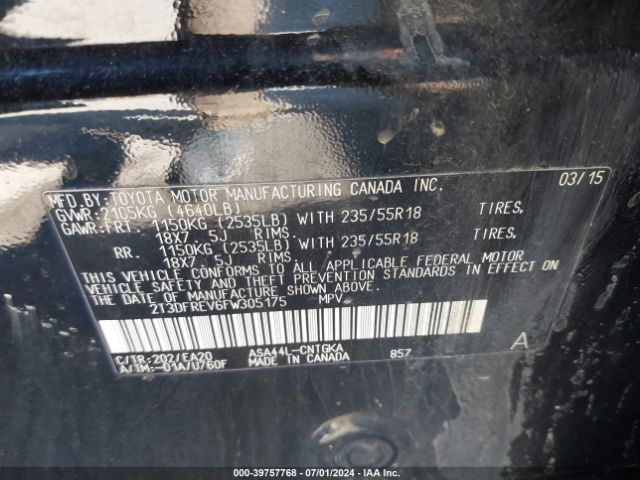 MFD.BY:TOYOTA MOTOR MANUFACTURING CANADA INC. 03/15
GVWR:2105KG (4640LB)
GAWR:FRT. 1150KG (2535LB) WITH 235/55R18 TIRES,
18X7 5J RIMS
RR. 1150KG (2535LB) WITH 235/55R18 TIRES,
18X7 5J RIMS
THIS VEHICLE CONFORMS TO ALL APPLICABLE FEDERAL MOTOR
VEHICLE SAFETY AND THEFT PREVENTION STANDARDS IN EFFECT ON
THE DATE OF MANUFACTURE SHOWN ABOVE.
2T3DFREV6FW305175 MPV
C/TR:202/EA20 ASA44L-CNTGKA 857 A
A/TM:-01A/U760F MADE IN CANADA
000-39757768 - 07/01/2024 - IAA Inc.